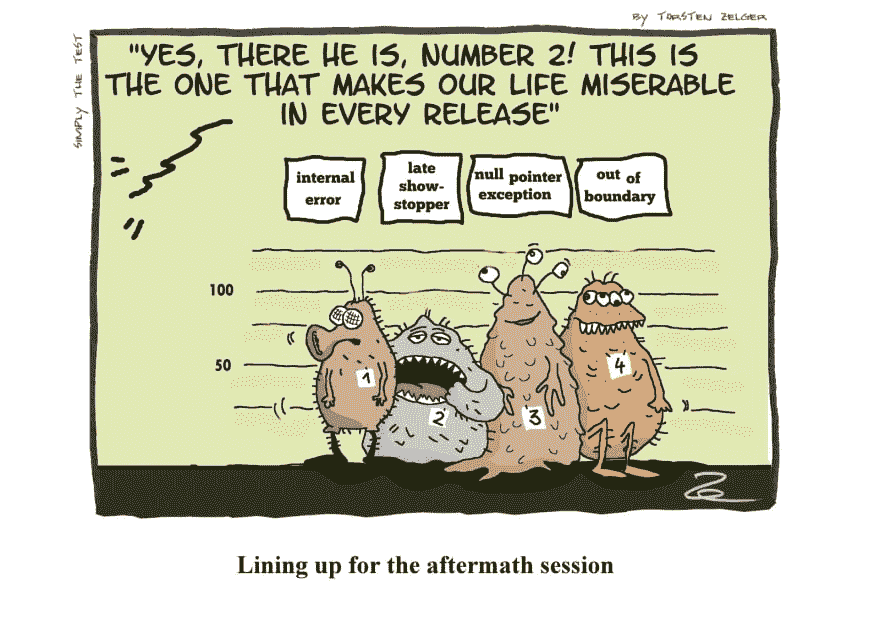 BY TORSTEN ZELGER
SIMPLY THE TEST
"YES, THERE HE IS, NUMBER 2! THIS IS
THE ONE THAT MAKES OUR LIFE MISERABLE
IN EVERY RELEASE"
internal
error
late
show-
stopper
null pointer
exception
out of
boundary
100
50
1
2
3
4
Lining up for the aftermath session